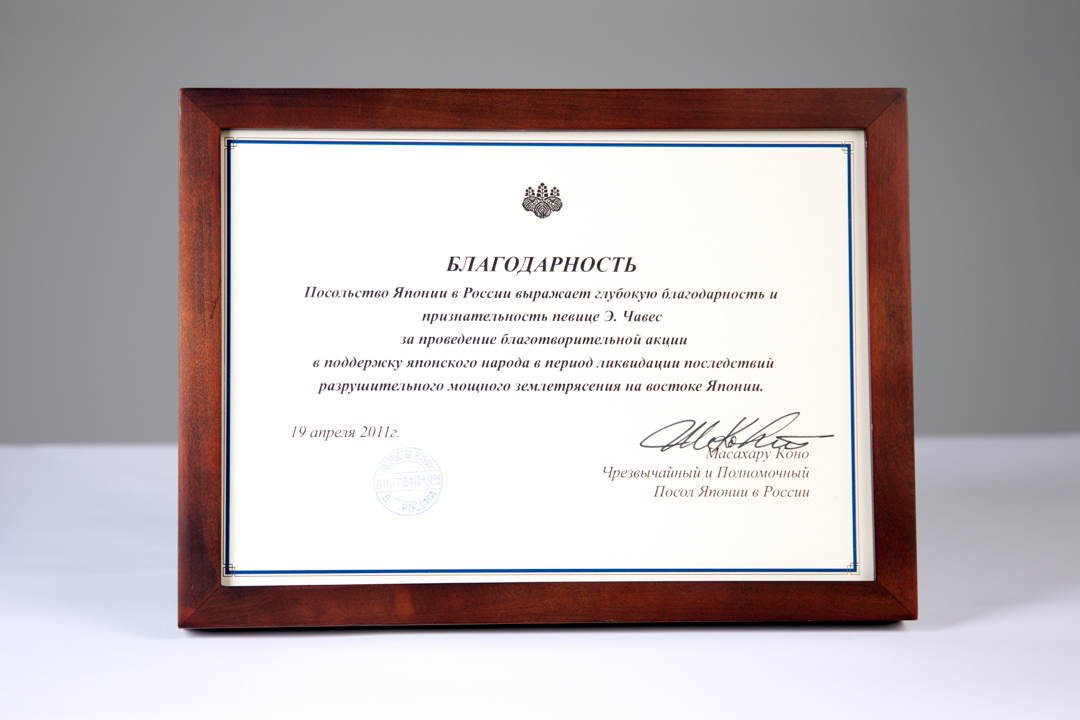 БЛАГОДАРНОСТЬ
Посольство Японии в России выражает глубокую благодарность и
признательность певице Э. Чавес
за проведение благотворительной акции
в поддержку японского народа в период ликвидации последствий
разрушительного мощного землетрясения на востоке Японии.
19 апреля 2011г.
Масахару Коно
Чрезвычайный и Полномочный
Посол Японии в России
В РОССИИ